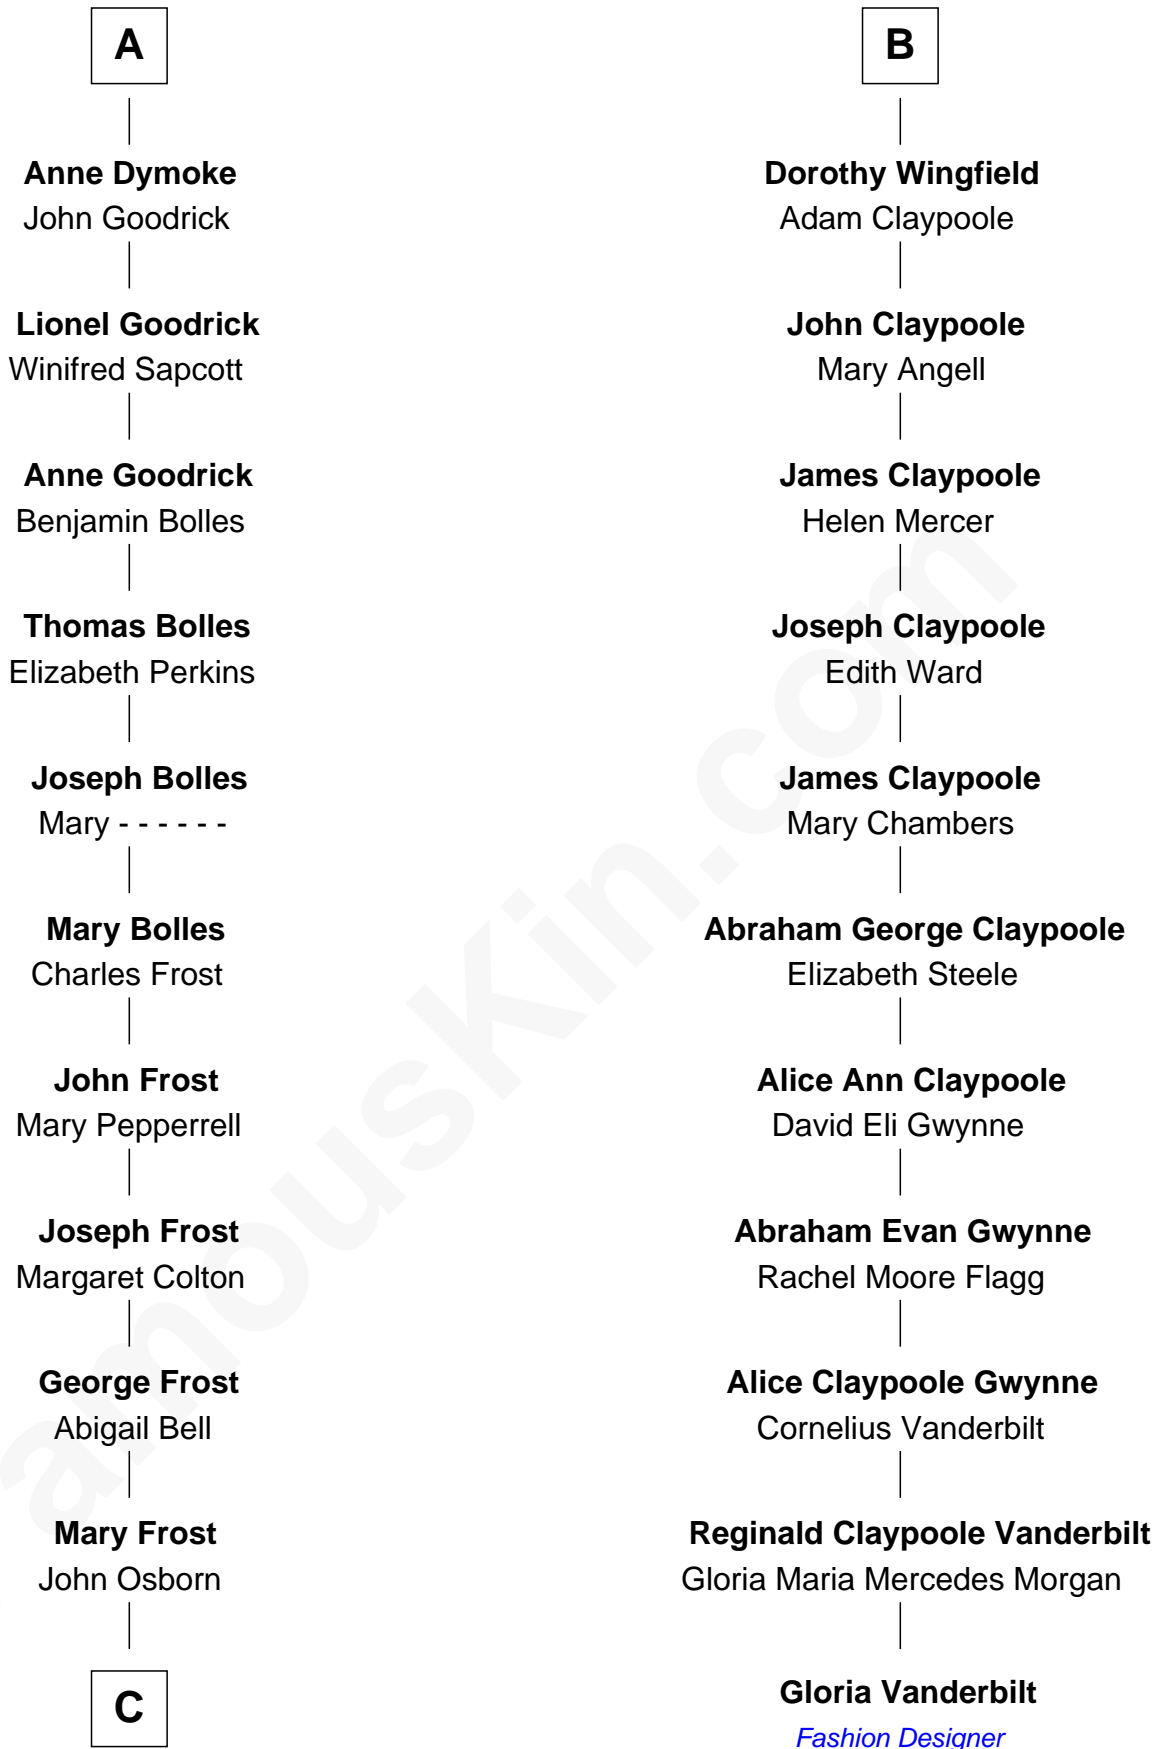 A
Anne Dymoke
John Goodrick
Lionel Goodrick
Winifred Sapcott
Anne Goodrick
Benjamin Bolles
Thomas Bolles
Elizabeth Perkins
Joseph Bolles
Mary - - - - - -
Mary Bolles
Charles Frost
John Frost
Mary Pepperrell
Joseph Frost
Margaret Colton
George Frost
Abigail Bell
Mary Frost
John Osborn
C
B
Dorothy Wingfield
Adam Claypoole
John Claypoole
Mary Angell
James Claypoole
Helen Mercer
Joseph Claypoole
Edith Ward
James Claypoole
Mary Chambers
Abraham George Claypoole
Elizabeth Steele
Alice Ann Claypoole
David Eli Gwynne
Abraham Evan Gwynne
Rachel Moore Flagg
Alice Claypoole Gwynne
Cornelius Vanderbilt
Reginald Claypoole Vanderbilt
Gloria Maria Mercedes Morgan
Gloria Vanderbilt
Fashion Designer
amousKin.com